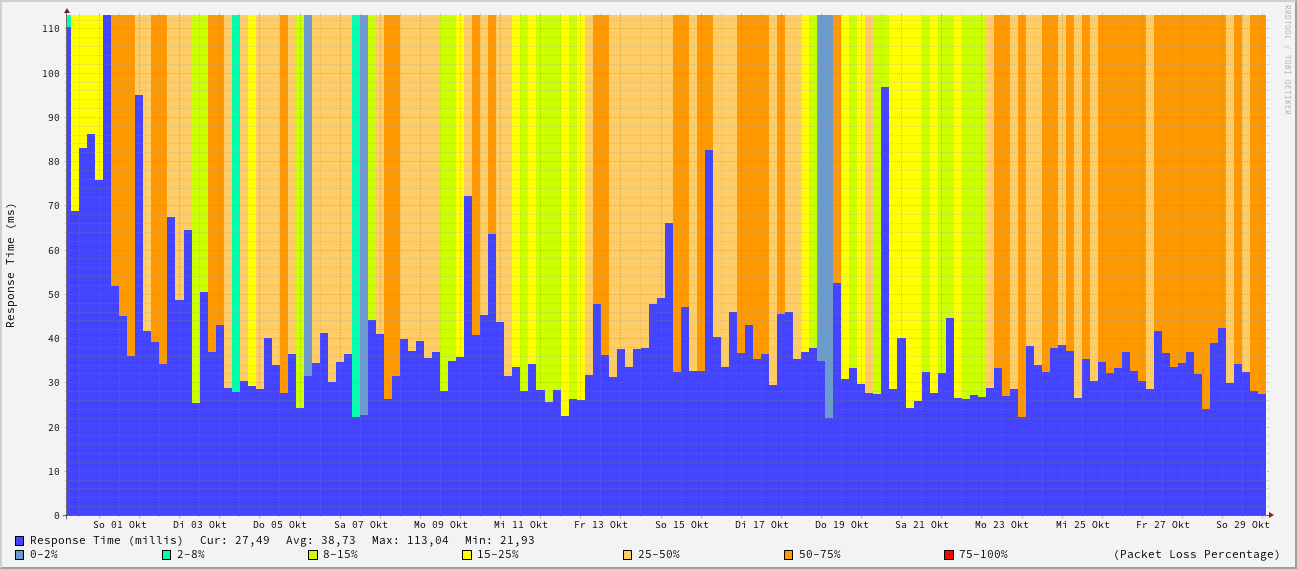 RRDTOOL / TOBI OETIKER
Response Time (ms)
110
100
90
80
70
60
50
40
30
20
10
0
So 01 Okt Di 03 Okt Do 05 Okt Sa 07 Okt Mo 09 Okt Mi 11 Okt Fr 13 Okt So 15 Okt Di 17 Okt Do 19 Okt Sa 21 Okt Mo 23 Okt Mi 25 Okt Fr 27 Okt So 29 Okt
Response Time (millis) Cur: 27,49 Avg: 38,73 Max: 113,04 Min: 21,93
0-2% 2-8% 8-15% 15-25% 25-50% 50-75% 75-100% (Packet Loss Percentage)